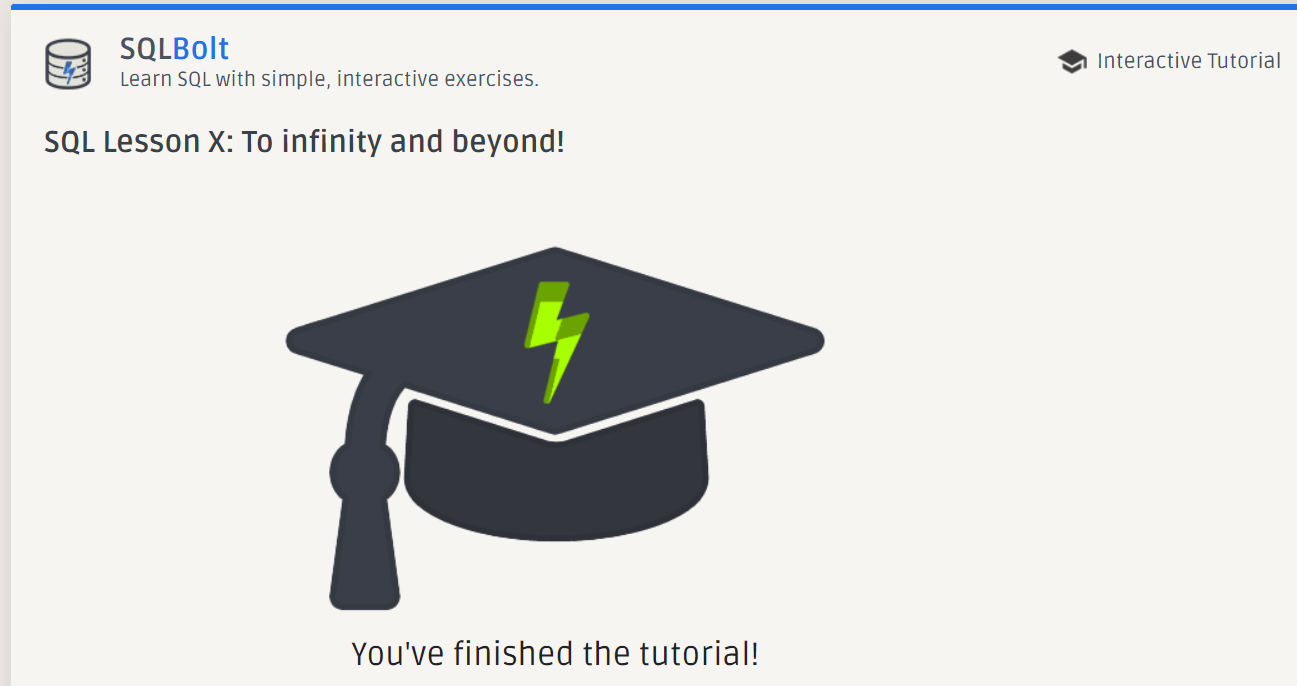 SQLBolt
Learn SQL with simple, interactive exercises.
Interactive Tutorial
SQL Lesson X: To infinity and beyond!
You've finished the tutorial!